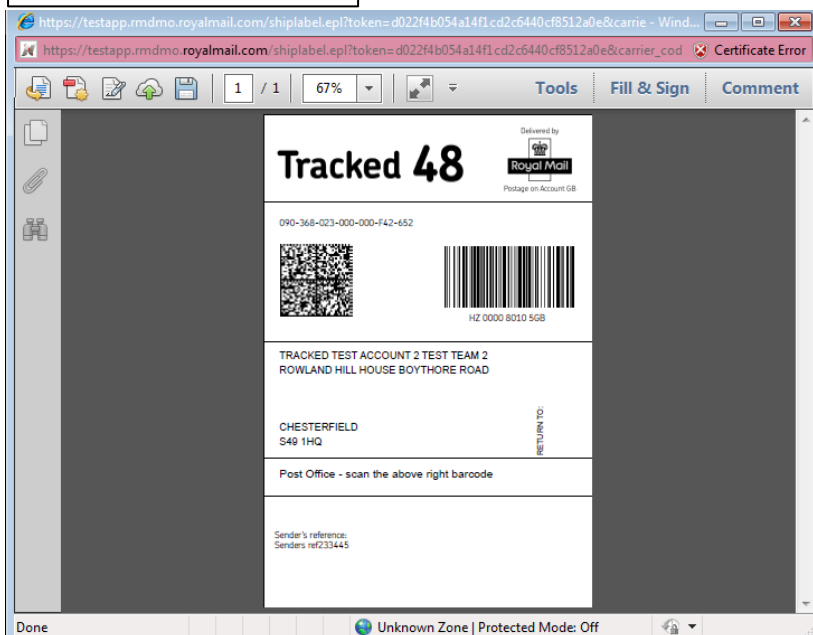 https://testapp.rmdmo.royalmail.com/shiplabel.epl?token=d022f4b054a14f1cd2c6440cf8512a0e&carrie - Wind...
https://testapp.rmdmo.royalmail.com/shiplabel.epl?token=d022f4b054a14f1cd2c6440cf8512a0e&carrier_cod Certificate Error
1 / 1 67% Tools Fill & Sign Comment
Delivered by
Tracked 48
Royal Mail
Postage on Account GB
090-368-023-000-000-F42-652
HZ 0000 8010 5GB
TRACKED TEST ACCOUNT 2 TEST TEAM 2
ROWLAND HILL HOUSE BOYTHORE ROAD
CHESTERFIELD
S49 1HQ
RETURN TO:
Post Office - scan the above right barcode
Sender's reference:
Senders ref233445
Done Unknown Zone | Protected Mode: Off